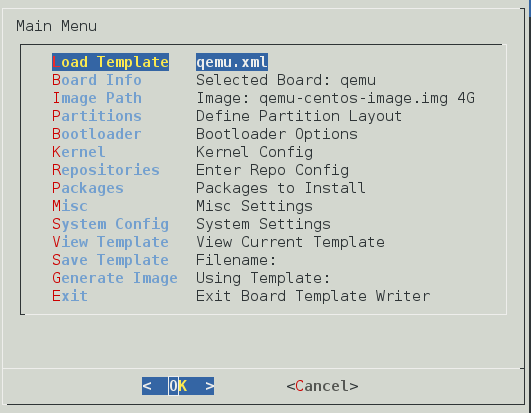 Main Menu
Load Template qemu.xml
Board Info Selected Board: qemu
Image Path Image: qemu-centos-image.img 4G
Partitions Define Partition Layout
Bootloader Bootloader Options
Kernel Kernel Config
Repositories Enter Repo Config
Packages Packages to Install
Misc Misc Settings
System Config System Settings
View Template View Current Template
Save Template Filename:
Generate Image Using Template:
Exit Exit Board Template Writer
< OK > <Cancel>